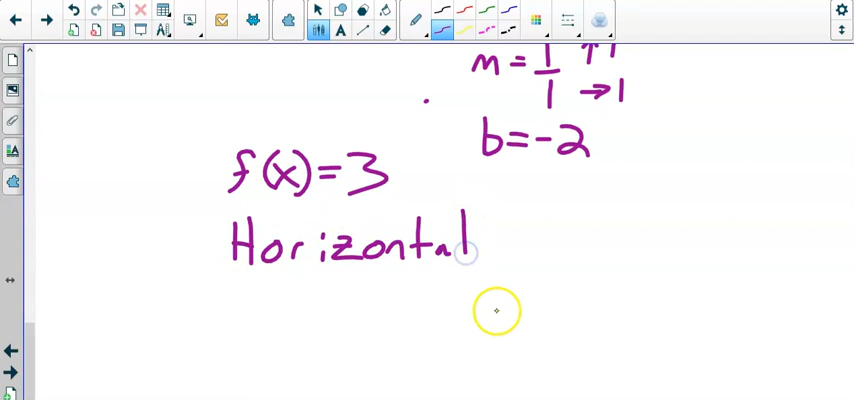 m = 1/1 ↑1 →1
b = -2
f(x) = 3
Horizontal